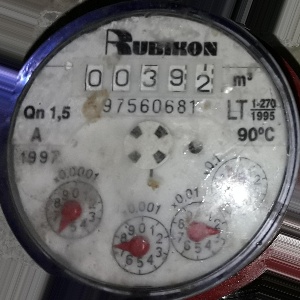 RUBIKON
00392 m³
97560681
Qn 1,5
LT 1-270
1995
A
90°C
1997
x0,0001
x0,001
x0,01
x0,1